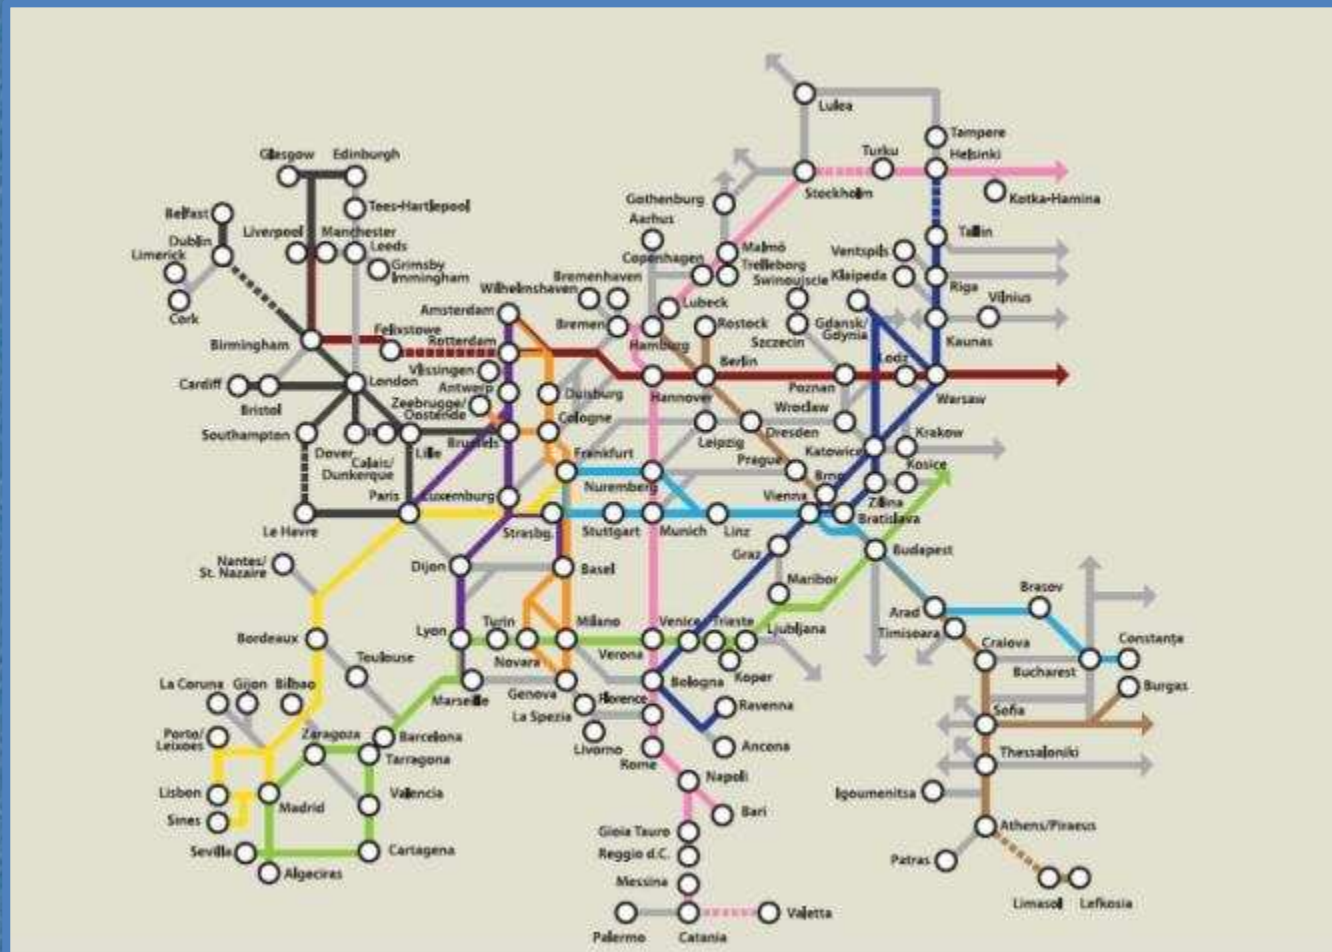 Lulea
Tampere
Glasgow
Edinburgh
Turku
Helsinki
Stockholm
Kotka-Hamina
Gothenburg
Belfast
Tees-Hartlepool
Aarhus
Liverpool
Manchester
Tallin
Dublin
Leeds
Malmö
Ventspils
Limerick
Copenhagen
Grimsby
Immingham
Trelleborg
Klaipeda
Bremenhaven
Swinoujscie
Riga
Wilhelmshaven
Vilnius
Lubeck
Cork
Amsterdam
Bremen
Rostock
Gdansk/
Gdynia
Felixstowe
Szczecin
Rotterdam
Birmingham
Hamburg
Kaunas
Berlin
Lodz
Vlissingen
Cardiff
London
Antwerp
Poznan
Duisburg
Hannover
Warsaw
Bristol
Zeebrugge/
Oostende
Wroclaw
Cologne
Southampton
Brussels
Krakow
Dover
Lille
Leipzig
Dresden
Katowice
Calais/
Dunkerque
Frankfurt
Prague
Kosice
Brno
Nuremberg
Paris
Luxemburg
Vienna
Zilina
Bratislava
Le Havre
Strasbg.
Stuttgart
Munich
Linz
Graz
Budapest
Nantes/
St. Nazaire
Dijon
Basel
Maribor
Brasov
Arad
Turin
Milano
Venice
Trieste
Ljubljana
Timisoara
Bordeaux
Lyon
Constanţa
Craiova
Verona
Toulouse
Novara
Bucharest
Koper
La Coruna
Gijon
Bilbao
Marseille
Genova
Florence
Bologna
Burgas
Ravenna
La Spezia
Sofia
Porto/
Leixoes
Zaragoza
Barcelona
Livorno
Ancona
Tarragona
Rome
Thessaloniki
Napoli
Lisbon
Madrid
Valencia
Igoumenitsa
Sines
Bari
Gioia Tauro
Athens/Piraeus
Sevilla
Cartagena
Reggio d.C.
Patras
Algeciras
Messina
Limasol
Lefkosia
Valetta
Palermo
Catania